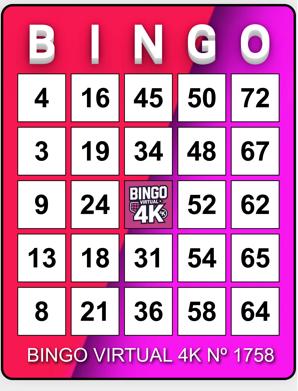 B I N G O
4 16 45 50 72
3 19 34 48 67
9 24 BINGO VIRTUAL 4K 52 62
13 18 31 54 65
8 21 36 58 64
BINGO VIRTUAL 4K Nº 1758